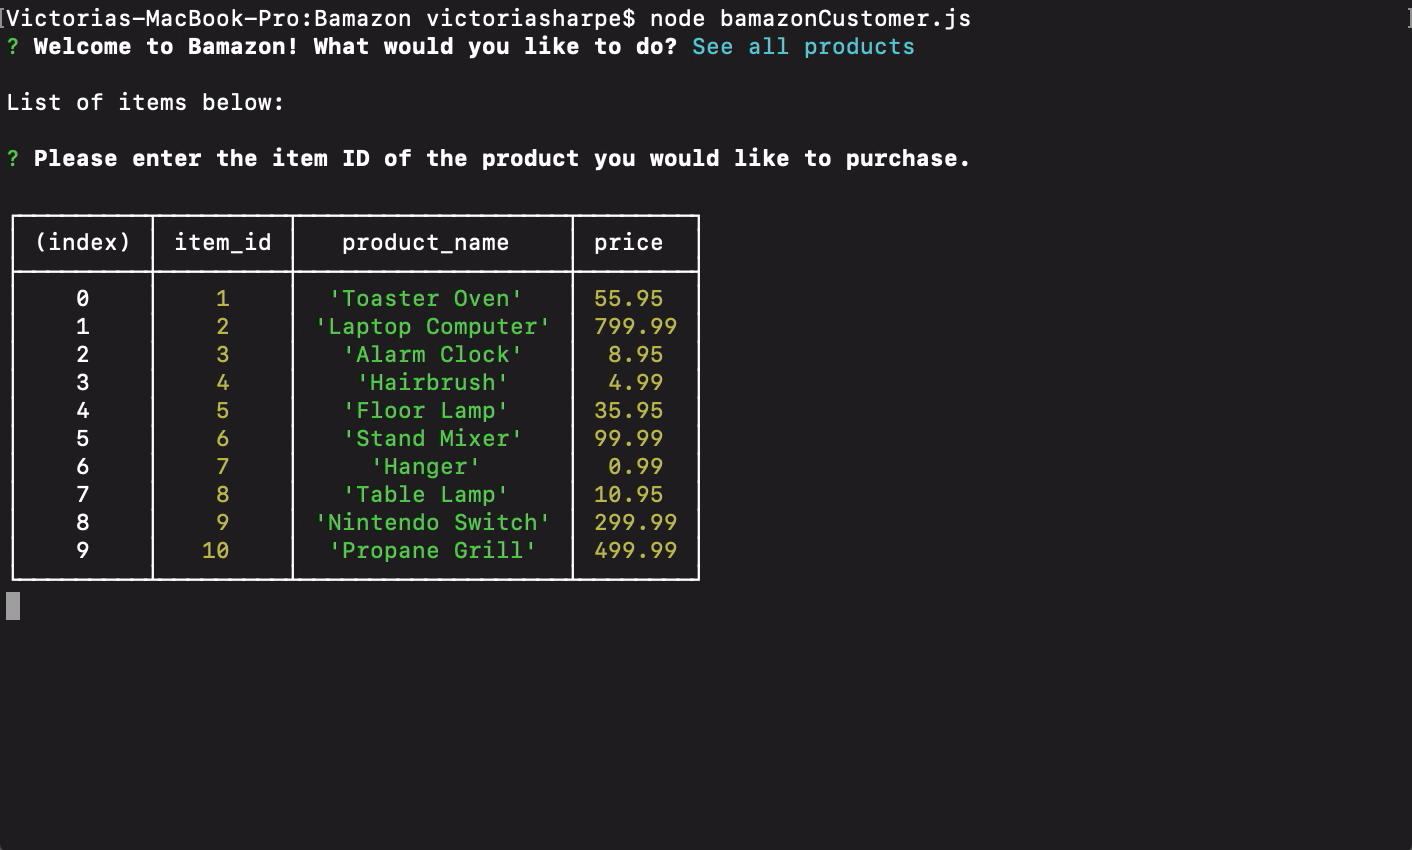 [Victorias-MacBook-Pro:Bamazon victoriasharpe$ node bamazonCustomer.js ]
? Welcome to Bamazon! What would you like to do? See all products
List of items below:
? Please enter the item ID of the product you would like to purchase.
(index) item_id product_name price
0 1 'Toaster Oven' 55.95
1 2 'Laptop Computer' 799.99
2 3 'Alarm Clock' 8.95
3 4 'Hairbrush' 4.99
4 5 'Floor Lamp' 35.95
5 6 'Stand Mixer' 99.99
6 7 'Hanger' 0.99
7 8 'Table Lamp' 10.95
8 9 'Nintendo Switch' 299.99
9 10 'Propane Grill' 499.99